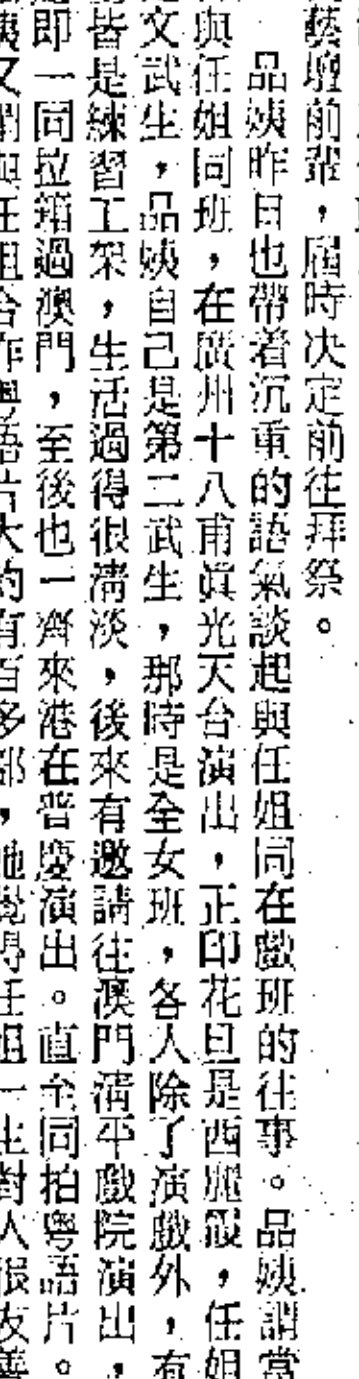 藝壇前輩，屆時決定前往拜祭。
品姨昨日也帶着沉重的語氣談起與任姐同在戲班的往事。品姨謂當
與任姐同班，在廣州十八甫眞光天台演出，正印花旦是西麗霞，任姐
文武生，品姨自己是第二武生，那時是全女班，各人除了演戲外，有
皆是練習工架，生活過得很淸淡，後來有邀請往澳門淸平戲院演出，
即一同拉箱過澳門，至後也一齊來港在普慶演出。直至同拍粤語片。
姨又謂與任姐合作粤語片大約有百多部，她覺得任姐一生對人很友善